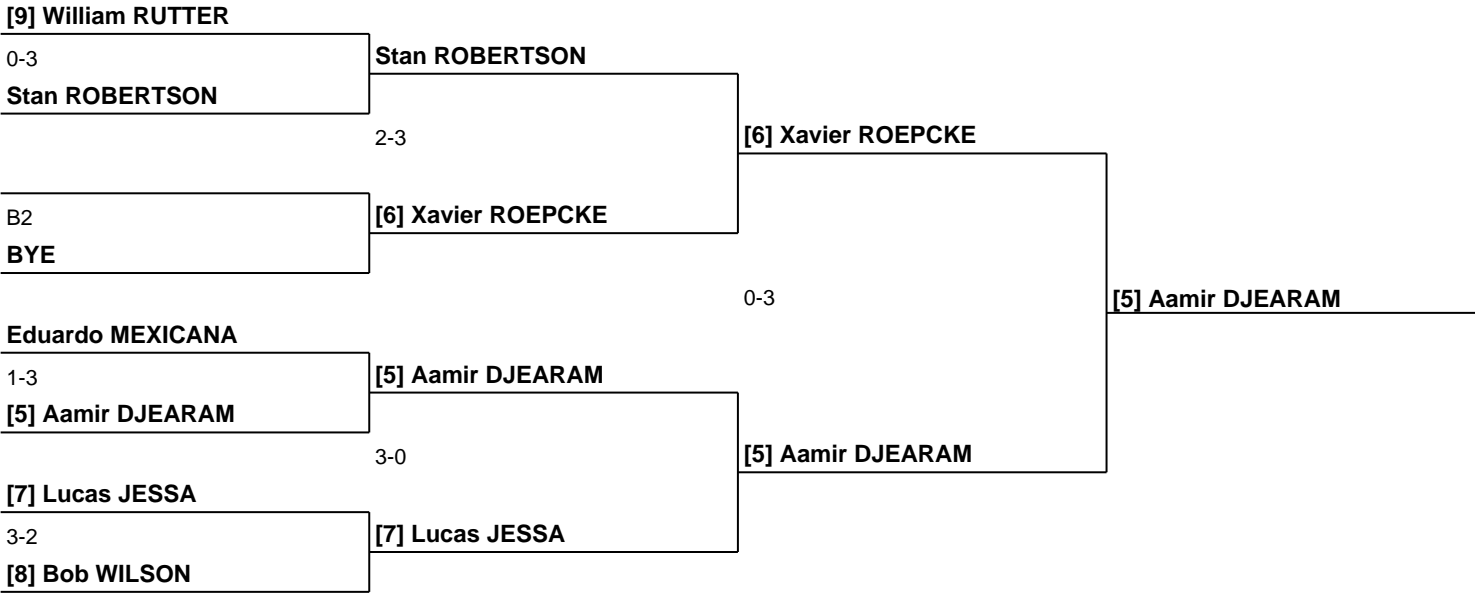 [9] William RUTTER
0-3
Stan ROBERTSON
Stan ROBERTSON
2-3
[6] Xavier ROEPCKE
B2
[6] Xavier ROEPCKE
BYE
0-3
[5] Aamir DJEARAM
Eduardo MEXICANA
1-3
[5] Aamir DJEARAM
[5] Aamir DJEARAM
3-0
[5] Aamir DJEARAM
[7] Lucas JESSA
3-2
[7] Lucas JESSA
[8] Bob WILSON